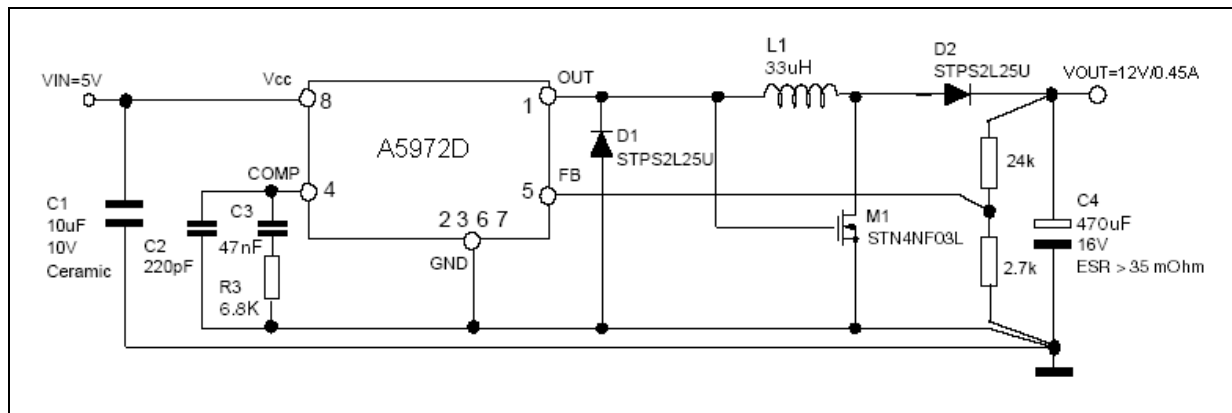 VIN=5V
Vcc
8
A5972D
OUT
1
L1
33uH
D2
STPS2L25U
VOUT=12V/0.45A
D1
STPS2L25U
24k
COMP
4
FB
5
2 3 6 7
GND
C1
10uF
10V
Ceramic
C2
220pF
C3
47nF
R3
6.8K
M1
STN4NF03L
2.7k
C4
470uF
16V
ESR > 35 mOhm